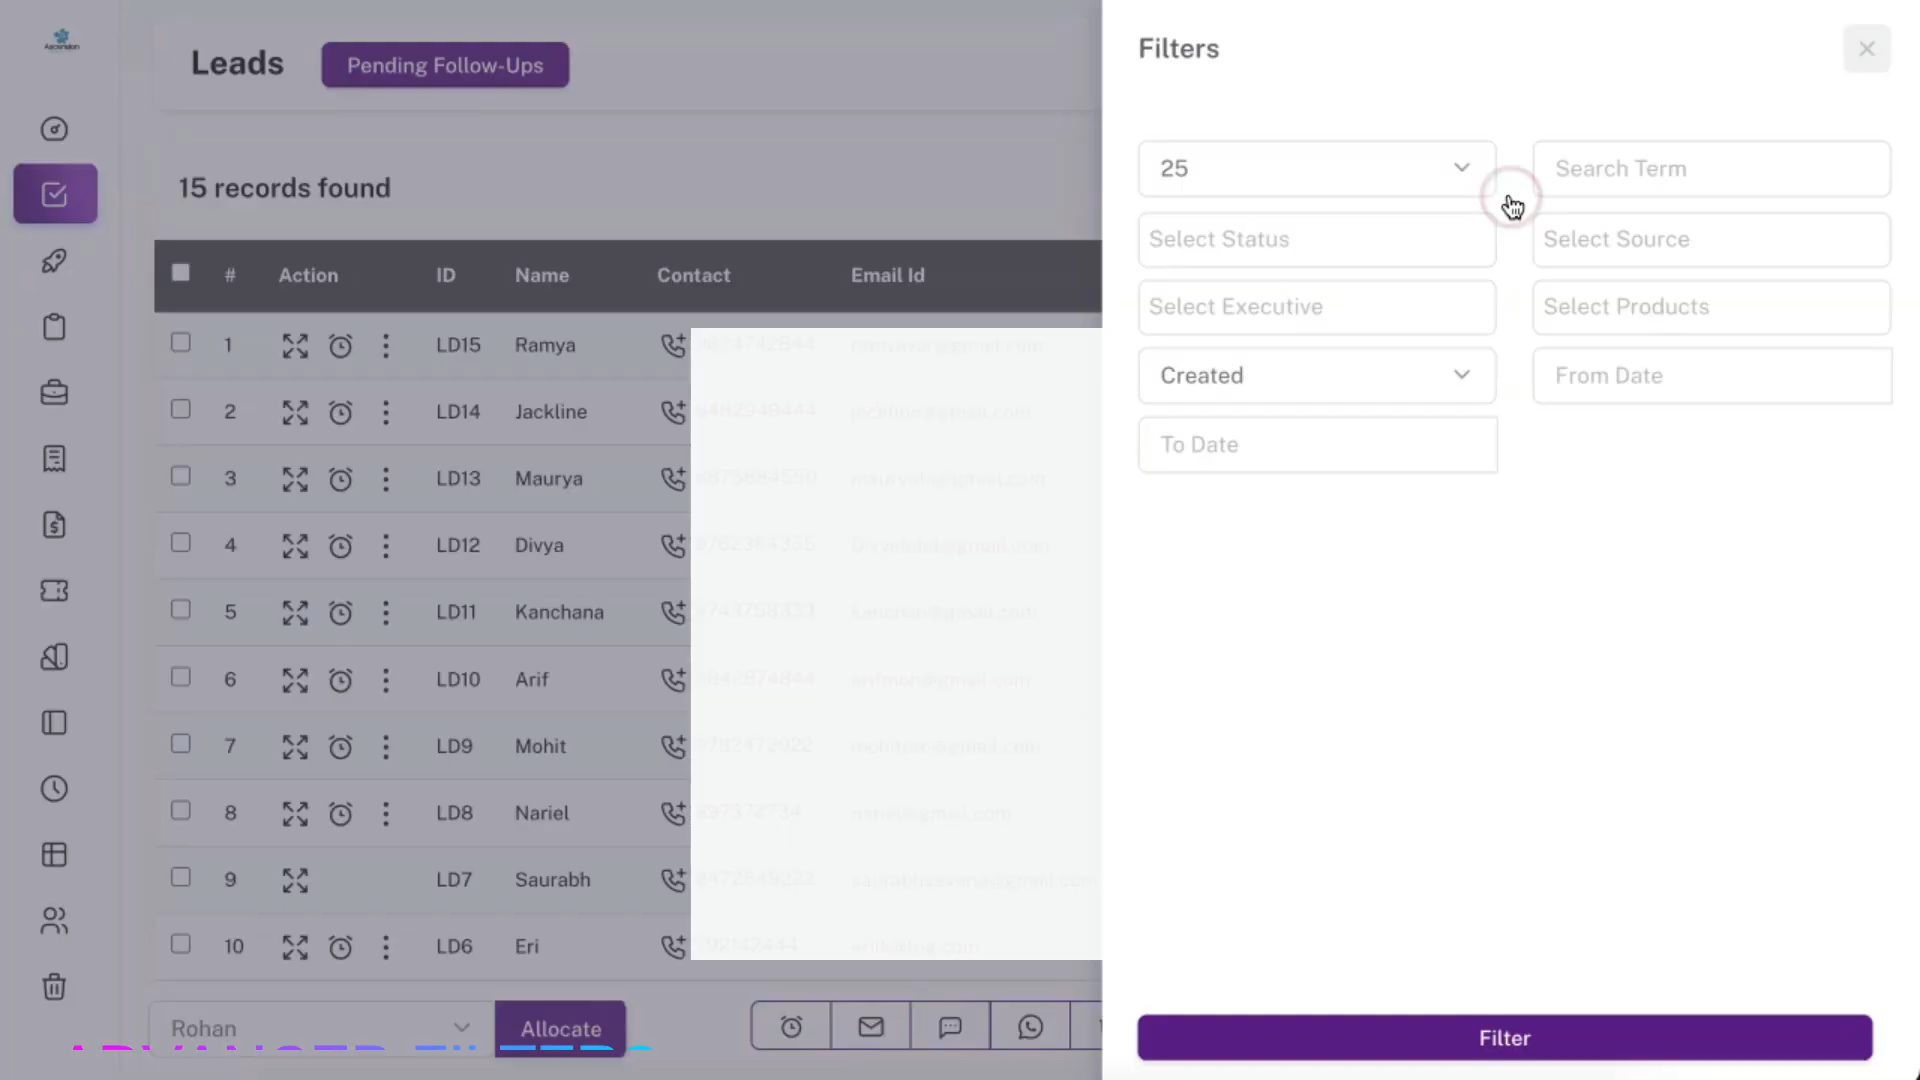 Ascension
Leads
Pending Follow-Ups
15 records found
# Action ID Name Contact Email Id
1 LD15 Ramya
2 LD14 Jackline
3 LD13 Maurya
4 LD12 Divya
5 LD11 Kanchana
6 LD10 Arif
7 LD9 Mohit
8 LD8 Nariel
9 LD7 Saurabh
10 LD6 Eri
Rohan
Allocate
Filters
25
Search Term
Select Status
Select Source
Select Executive
Select Products
Created
From Date
To Date
Filter